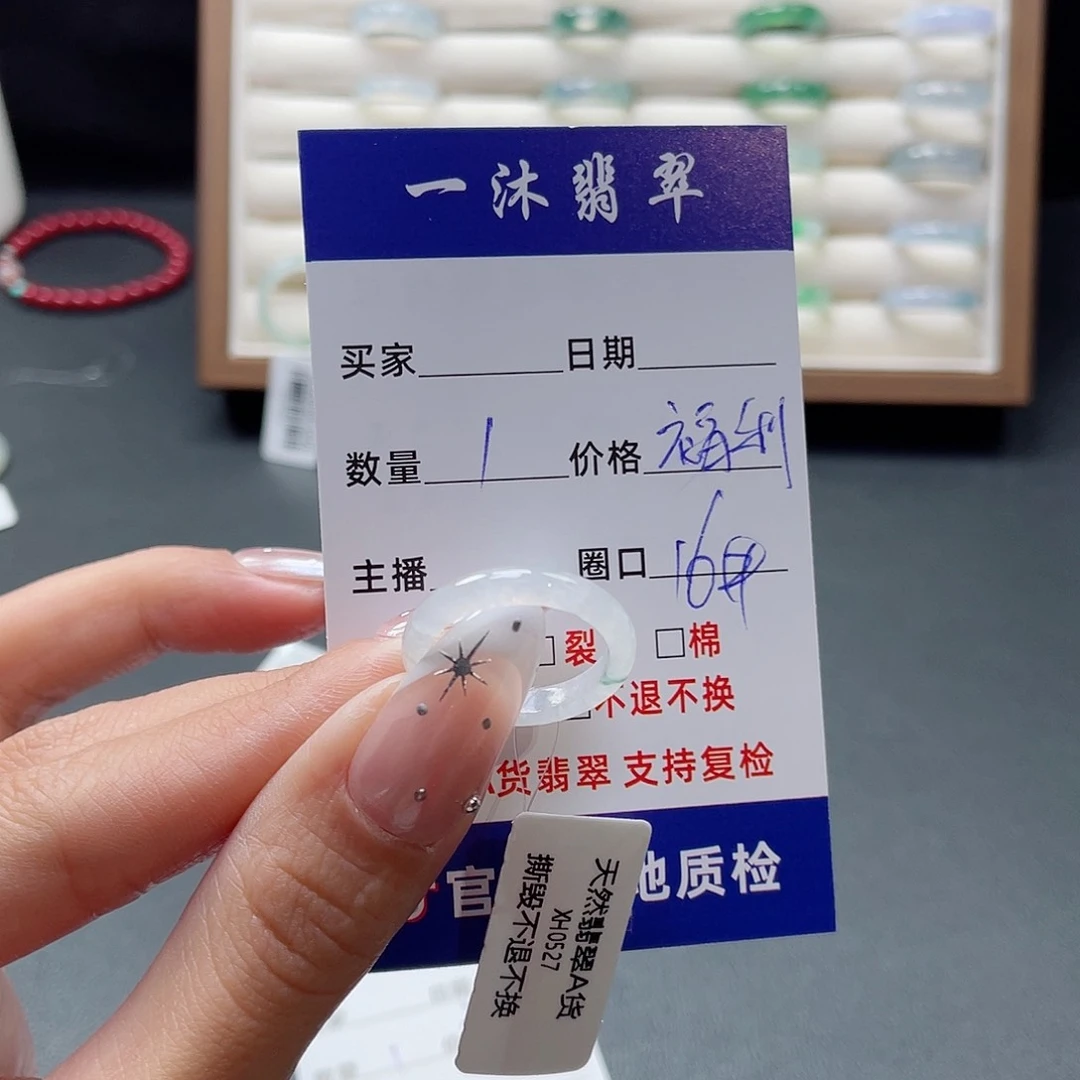 一沐翡翠
买家 日期
数量 1 价格 福利
主播 圈口 16#
□裂 □棉
□不退不换
A货翡翠 支持复检
官 地质检
天然翡翠A货
XH0527
撕毁不退不换